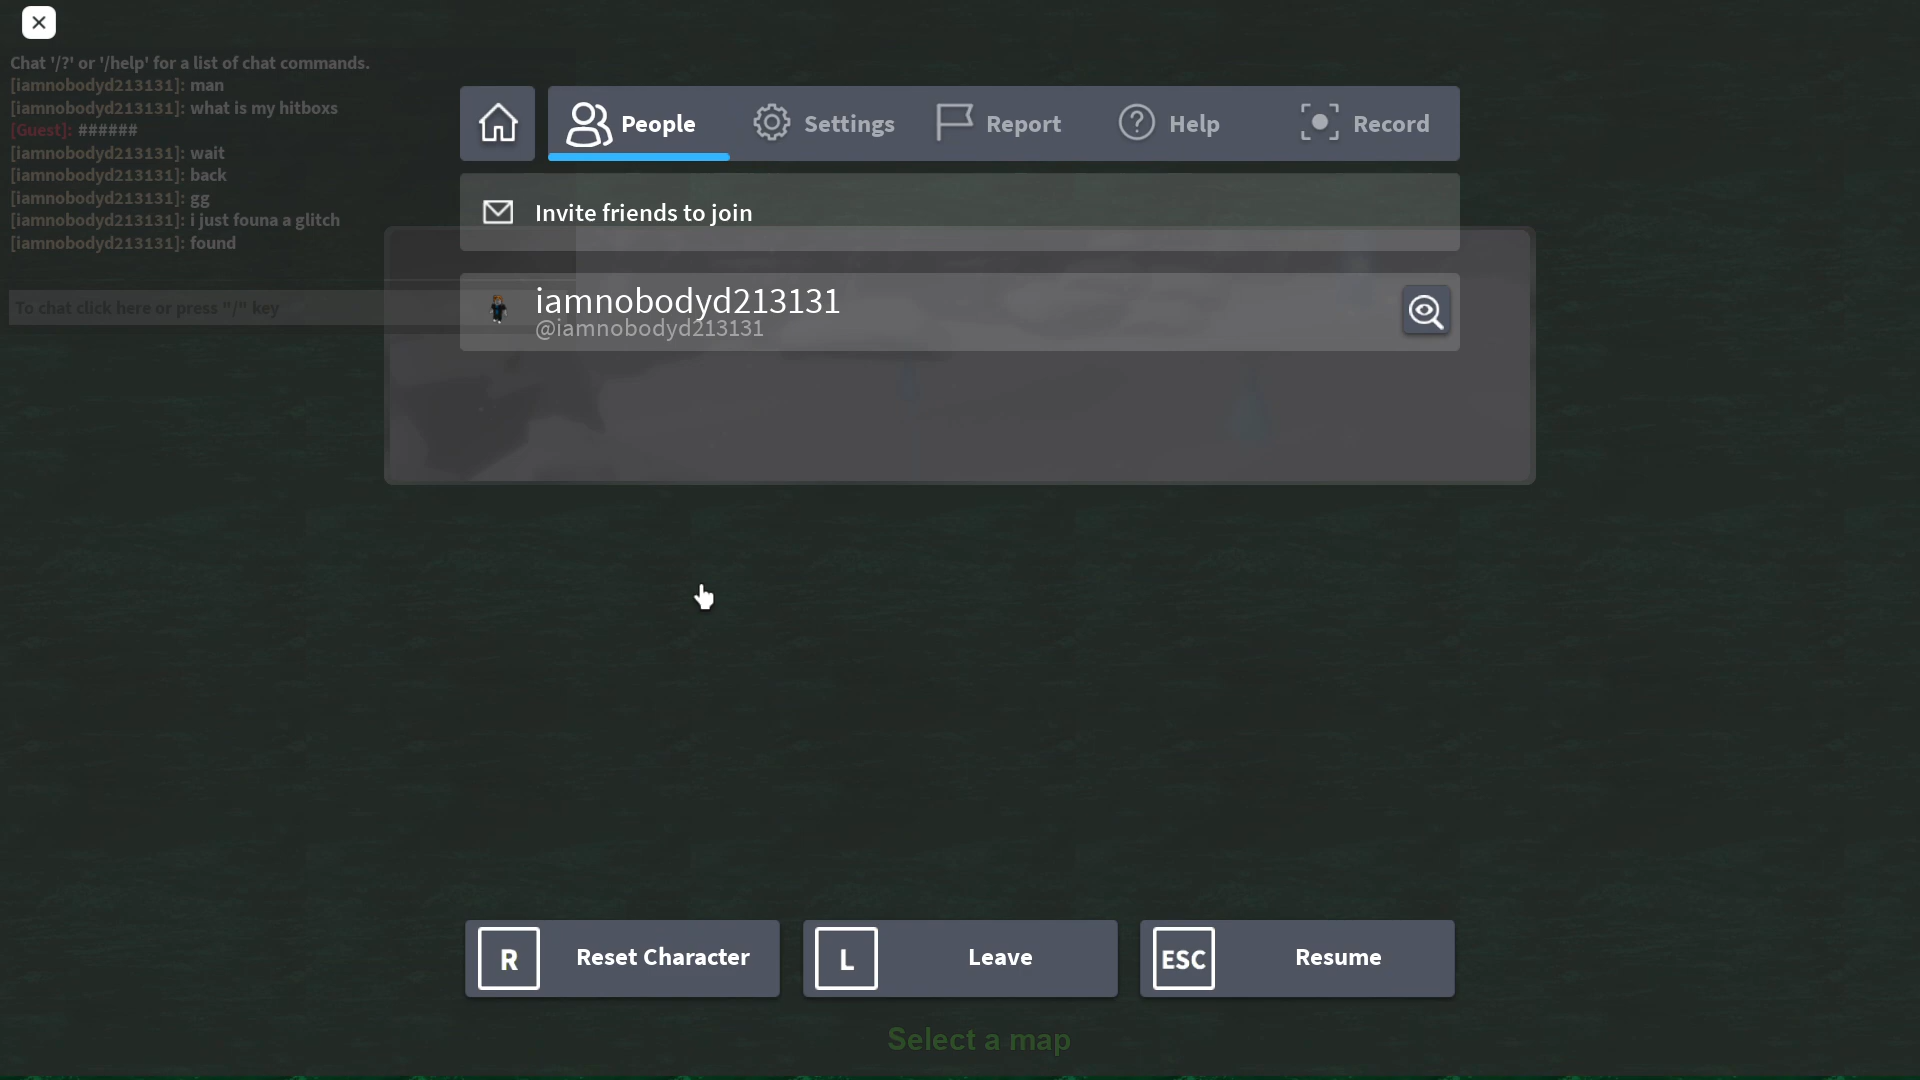 Chat '/?' or '/help' for a list of chat commands.
[iamnobodyd213131]: man
[iamnobodyd213131]: what is my hitboxs
[Guest]: ######
[iamnobodyd213131]: wait
[iamnobodyd213131]: back
[iamnobodyd213131]: gg
[iamnobodyd213131]: i just founa a glitch
[iamnobodyd213131]: found
To chat click here or press "/" key
People Settings Report Help Record
Invite friends to join
iamnobodyd213131
@iamnobodyd213131
R Reset Character L Leave ESC Resume
Select a map